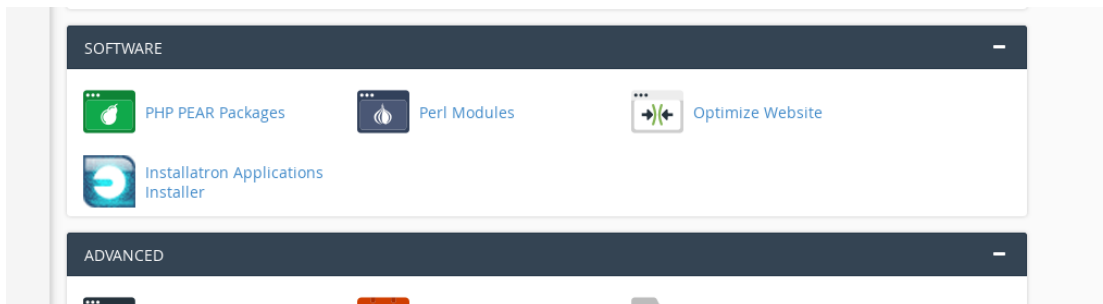 SOFTWARE
PHP PEAR Packages
Perl Modules
Optimize Website
Installatron Applications
Installer
ADVANCED